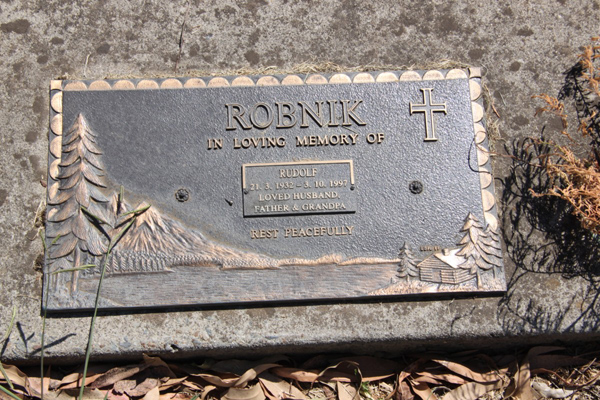 ROBNIK
IN LOVING MEMORY OF
RUDOLF
21. 3. 1932 – 3. 10. 1997
LOVED HUSBAND,
FATHER & GRANDPA
REST PEACEFULLY